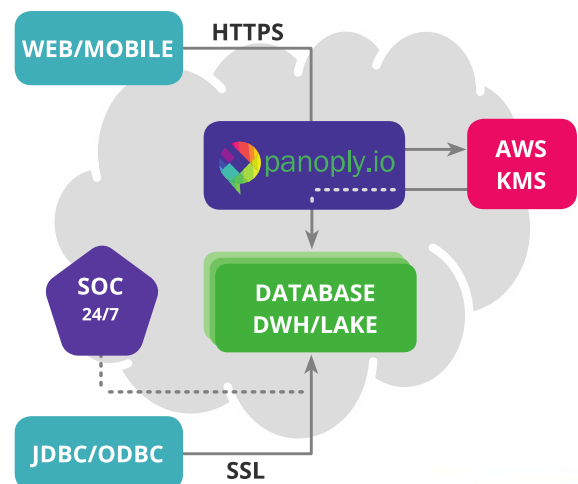 HTTPS
WEB/MOBILE
panoply.io
AWS
KMS
SOC
24/7
DATABASE
DWH/LAKE
JDBC/ODBC
SSL